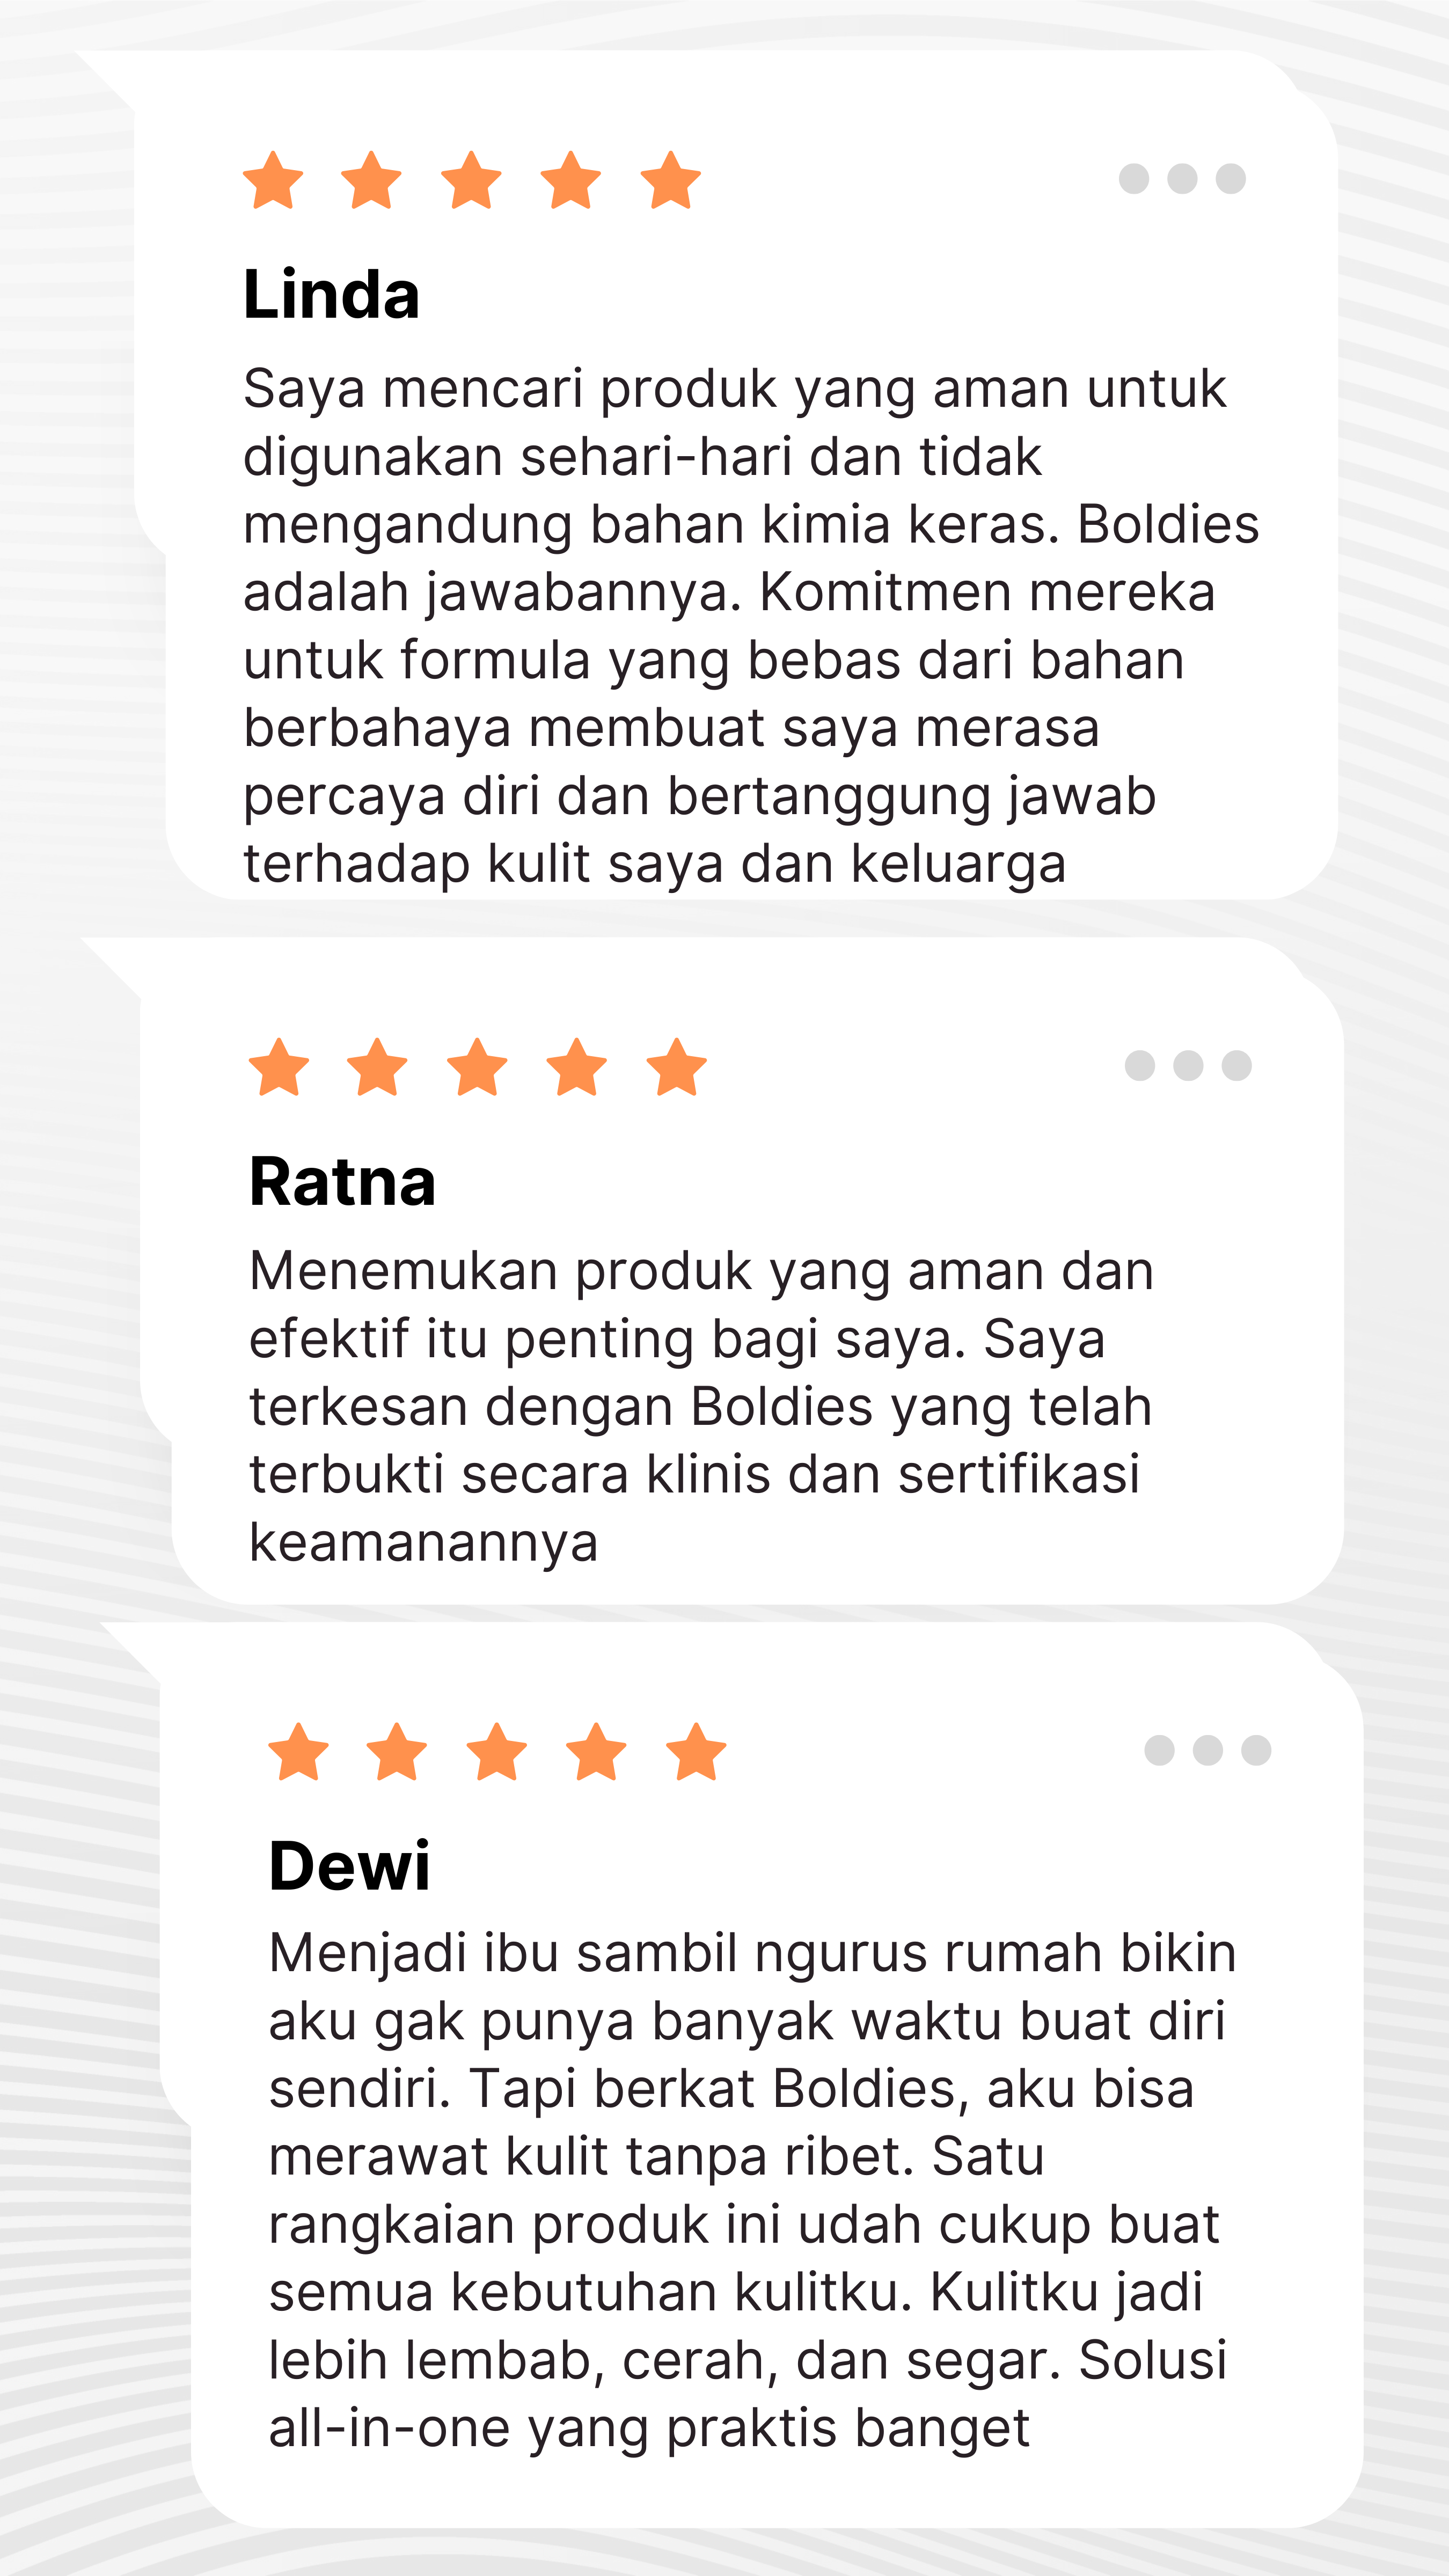 Linda
Saya mencari produk yang aman untuk
digunakan sehari-hari dan tidak
mengandung bahan kimia keras. Boldies
adalah jawabannya. Komitmen mereka
untuk formula yang bebas dari bahan
berbahaya membuat saya merasa
percaya diri dan bertanggung jawab
terhadap kulit saya dan keluarga
Ratna
Menemukan produk yang aman dan
efektif itu penting bagi saya. Saya
terkesan dengan Boldies yang telah
terbukti secara klinis dan sertifikasi
keamanannya
Dewi
Menjadi ibu sambil ngurus rumah bikin
aku gak punya banyak waktu buat diri
sendiri. Tapi berkat Boldies, aku bisa
merawat kulit tanpa ribet. Satu
rangkaian produk ini udah cukup buat
semua kebutuhan kulitku. Kulitku jadi
lebih lembab, cerah, dan segar. Solusi
all-in-one yang praktis banget